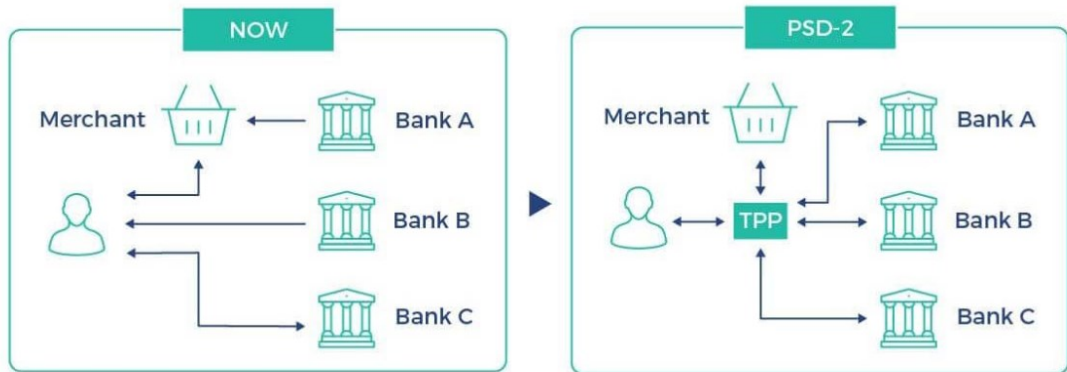 NOW
Merchant
Bank A
Bank B
Bank C
PSD-2
Merchant
Bank A
TPP
Bank B
Bank C